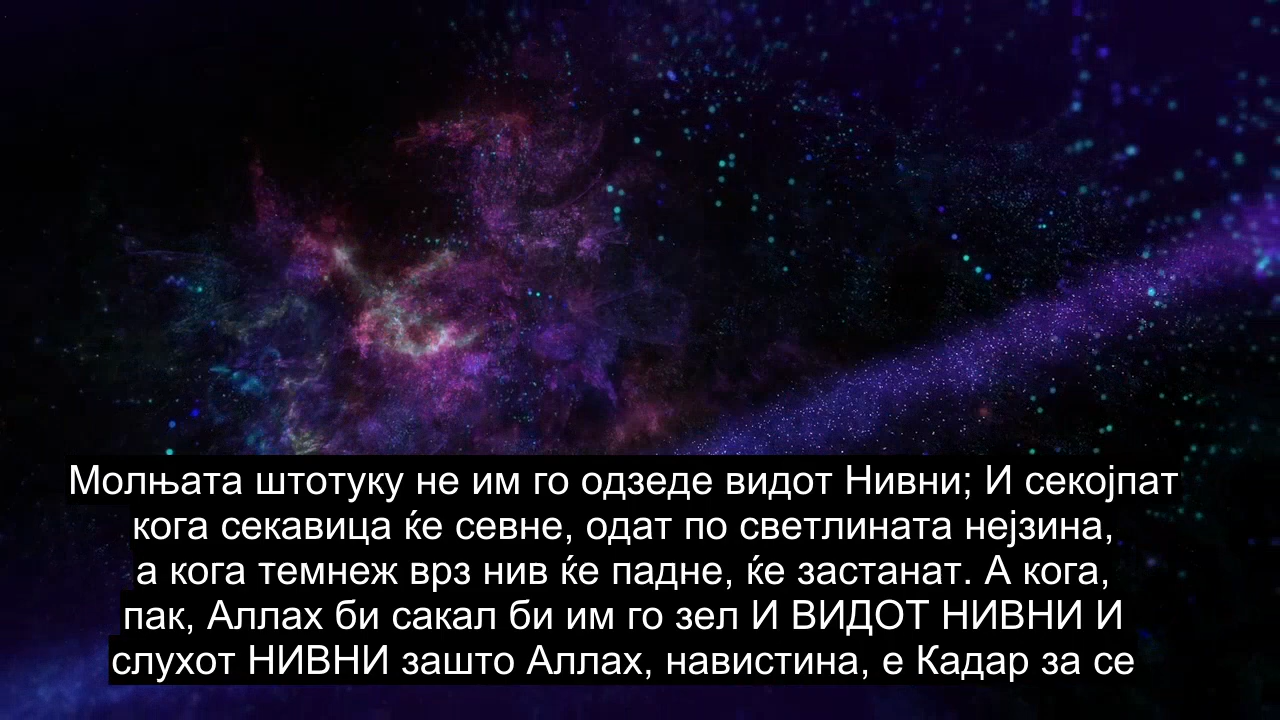 Молњата штотуку не им го одзеде видот Нивни; И секојпат
кога секавица ќе севне, одат по светлината нејзина,
а кога темнеж врз нив ќе падне, ќе застанат. А кога,
пак, Аллах би сакал би им го зел И ВИДОТ НИВНИ И
слухот НИВНИ зашто Аллах, навистина, е Кадар за се